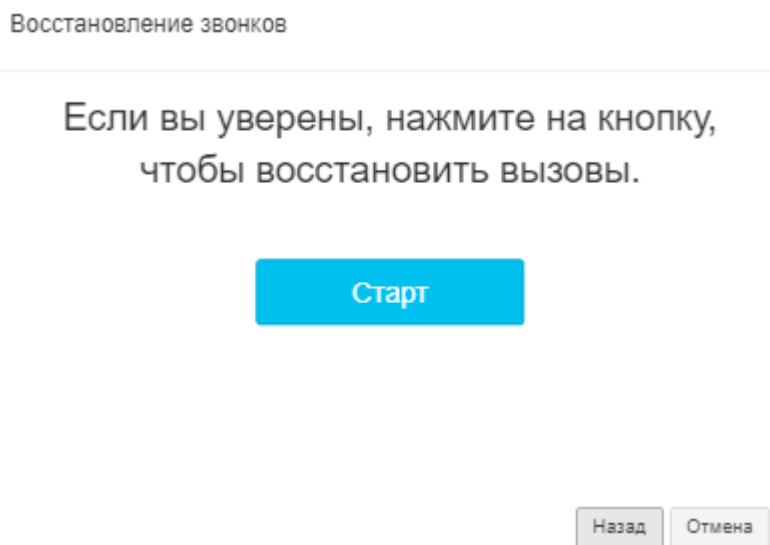 Восстановление звонков
Если вы уверены, нажмите на кнопку,
чтобы восстановить вызовы.
Старт
Назад Отмена